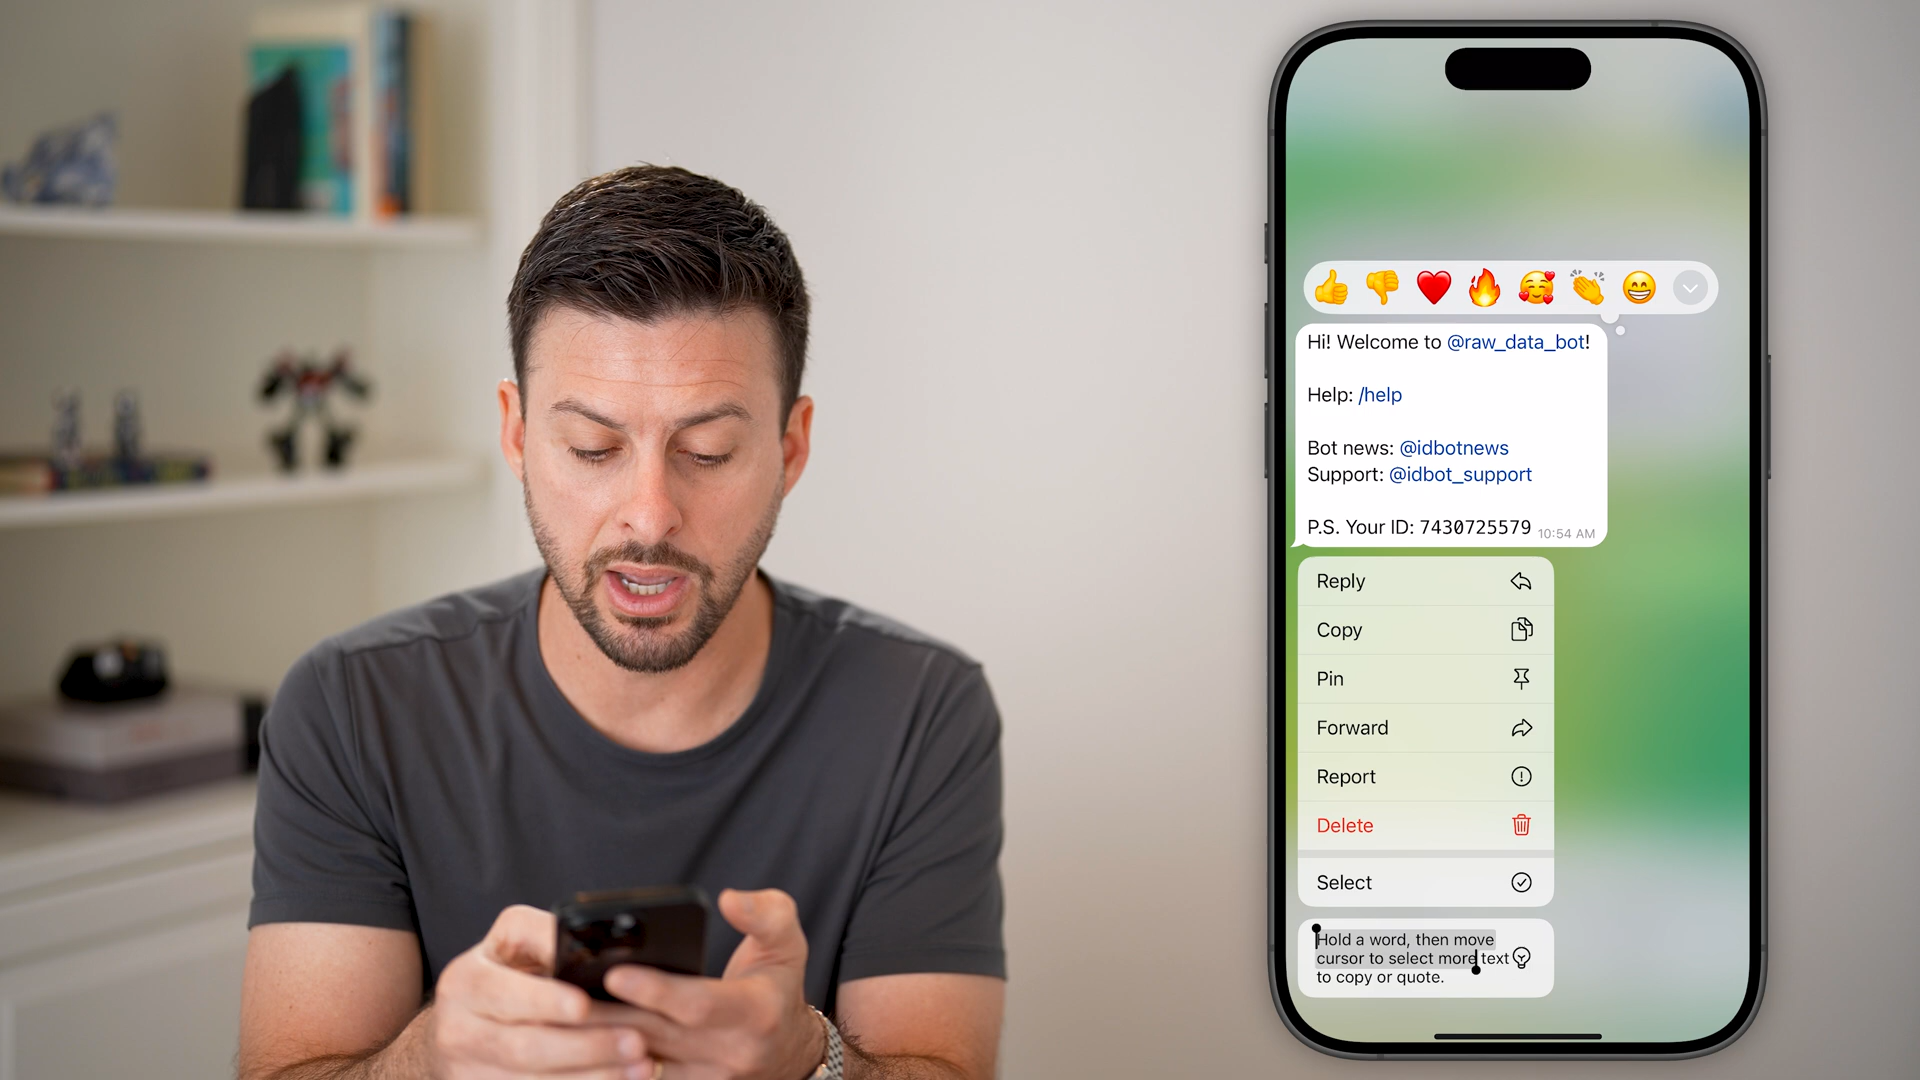 Hi! Welcome to @raw_data_bot!
Help: /help
Bot news: @idbotnews
Support: @idbot_support
P.S. Your ID: 7430725579 10:54 AM
Reply
Copy
Pin
Forward
Report
Delete
Select
Hold a word, then move
cursor to select more text
to copy or quote.